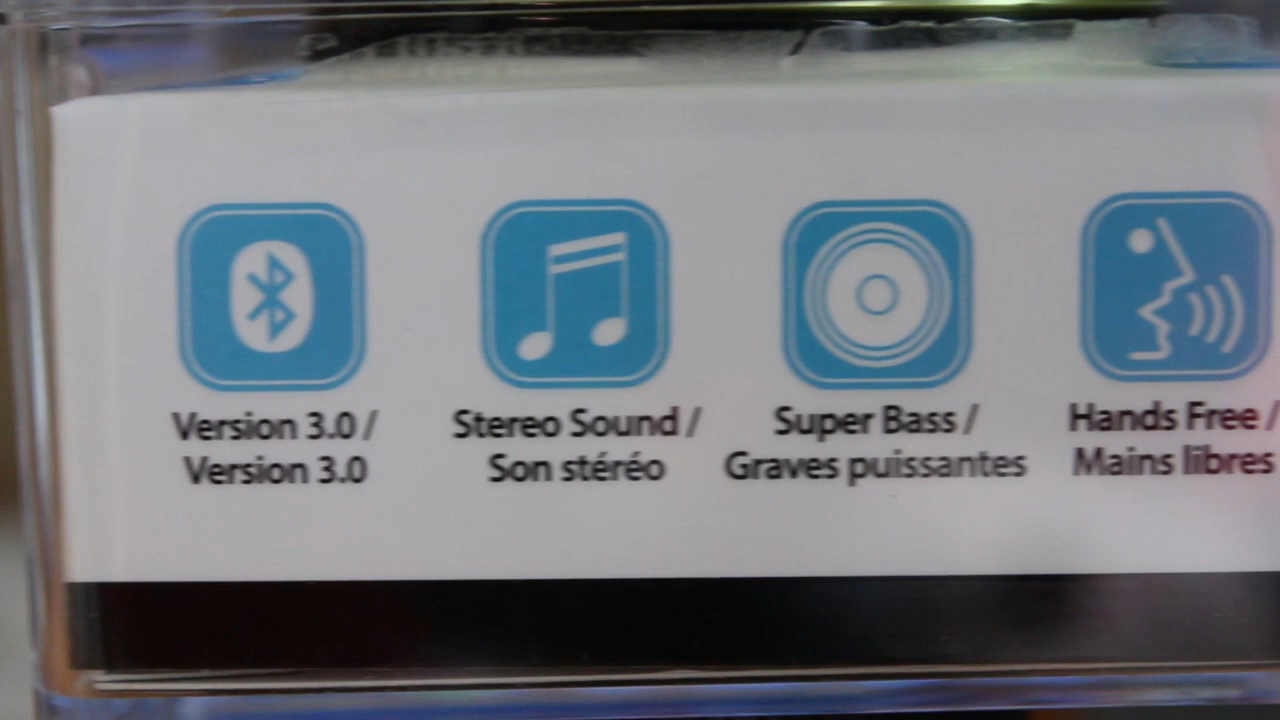 Version 3.0 /
Version 3.0
Stereo Sound /
Son stéréo
Super Bass /
Graves puissantes
Hands Free /
Mains libres